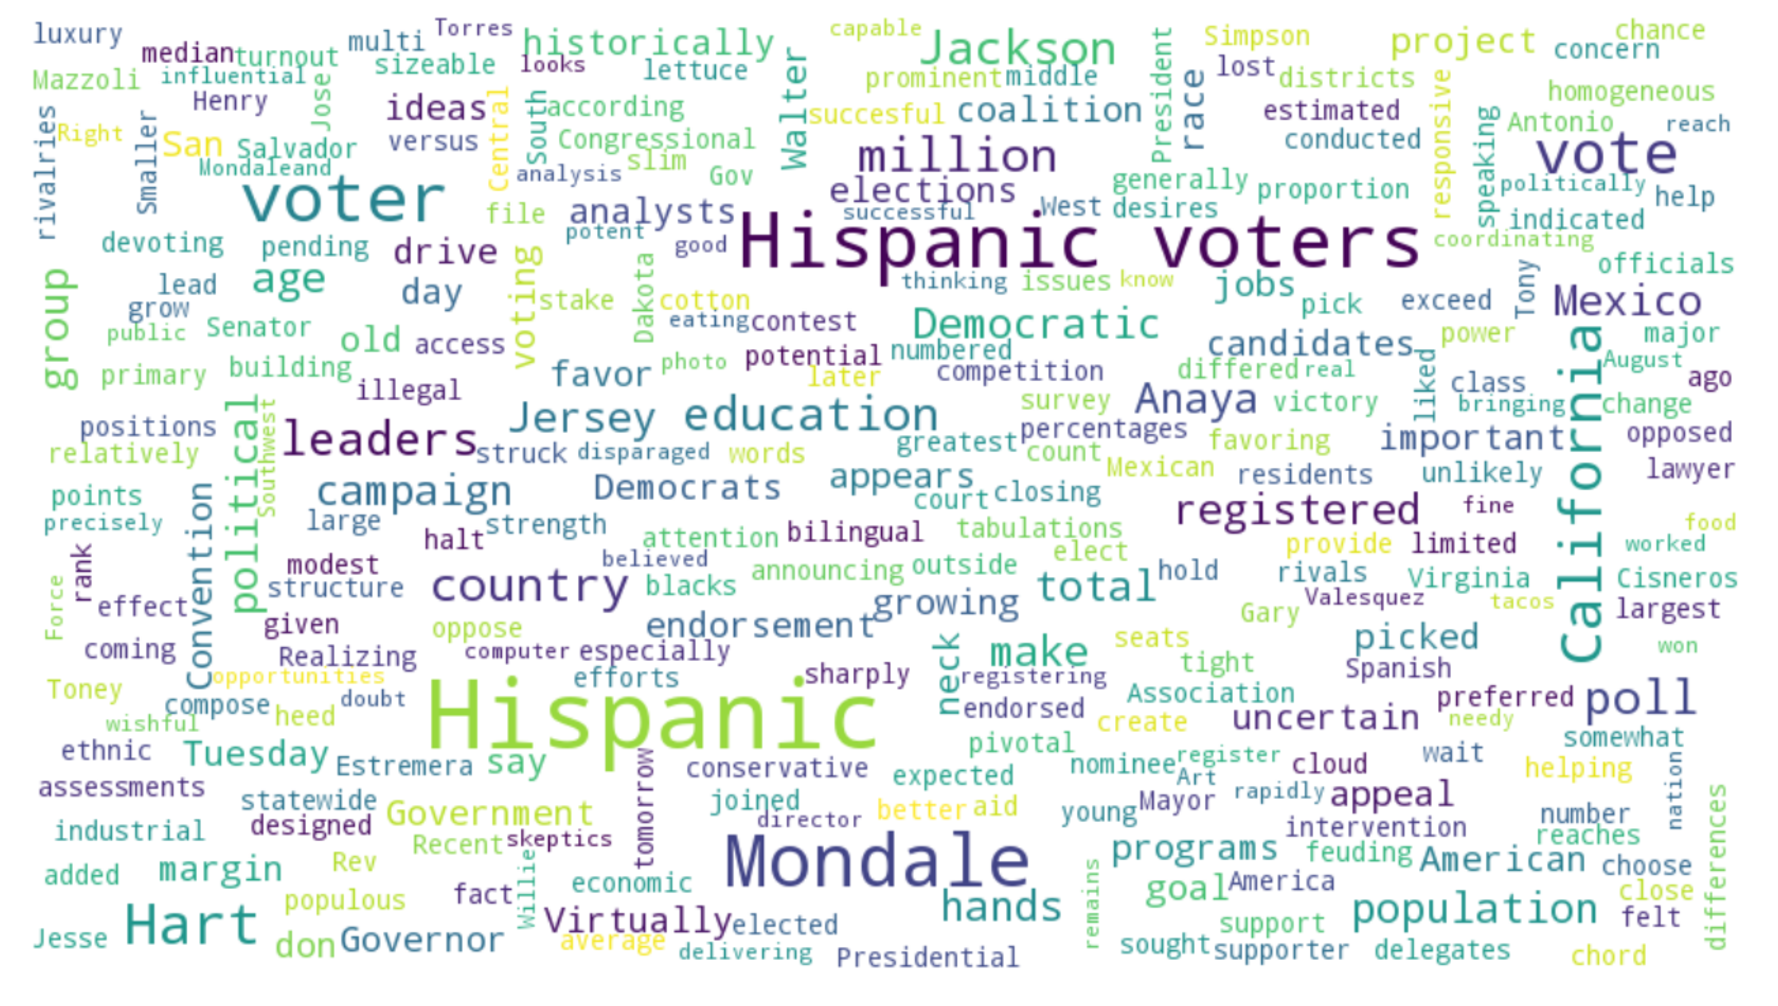 luxury
median
turnout
multi
Torres
historically
capable
Jackson
Simpson
project
chance
concern
Mazzoli
influential
Jose
sizeable
looks
lettuce
Walter
prominent
middle
President
race
lost
districts
responsive
homogeneous
Henry
ideas
Central
South
according
succesful
coalition
estimated
speaking
Antonio
reach
rivalries
Right
Smaller
San
Salvador
versus
Congressional
conducted
vote
Mondaleand
analysis
slim
Gov
million
generally
proportion
politically
help
voter
file
analysts
elections
successful
West
desires
indicated
devoting
pending
drive
voting
potent
good
Hispanic voters
coordinating
officials
group
lead
age
day
Dakota
thinking
issues
know
jobs
Tony
grow
stake
cotton
pick
exceed
Mexico
public
Senator
old
access
eating
contest
Democratic
candidates
power
major
primary
building
favor
photo
potential
numbered
later
competition
differed
real
liked
class
August
California
ago
illegal
Jersey
education
survey
Anaya
victory
bringing
change
positions
political
Southwest
leaders
struck
disparaged
words
greatest
count
percentages
favoring
important
opposed
relatively
Mexican
residents
unlikely
lawyer
points
Convention
campaign
Democrats
appears
court
closing
registered
fine
precisely
large
strength
halt
attention
bilingual
tabulations
elect
provide
limited
food
worked
rank
modest
believed
announcing
outside
hold
rivals
Virginia
Cisneros
Force
effect
structure
country
blacks
growing
total
Gary
Valesquez
tacos
largest
coming
given
oppose
endorsement
neck
make
seats
picked
won
Realizing
computer
especially
sharply
registering
tight
Spanish
Toney
opportunities
efforts
Association
preferred
poll
compose
heed
doubt
Hispanic
endorsed
create
uncertain
needy
wishful
ethnic
Tuesday
Estremera
say
tomorrow
conservative
pivotal
expected
nominee
register
cloud
wait
somewhat
helping
nation
assessments
statewide
Government
joined
better
aid
young
Art
Mayor
rapidly
appeal
number
differences
industrial
designed
Recent
skeptics
director
intervention
reaches
added
margin
Rev
Willie
economic
Mondale
programs
feuding
American
choose
populous
fact
remains
goal
America
close
Jesse
Hart
don
Governor
Virtually
elected
hands
support
population
felt
average
delivering
Presidential
sought
supporter
delegates
chord